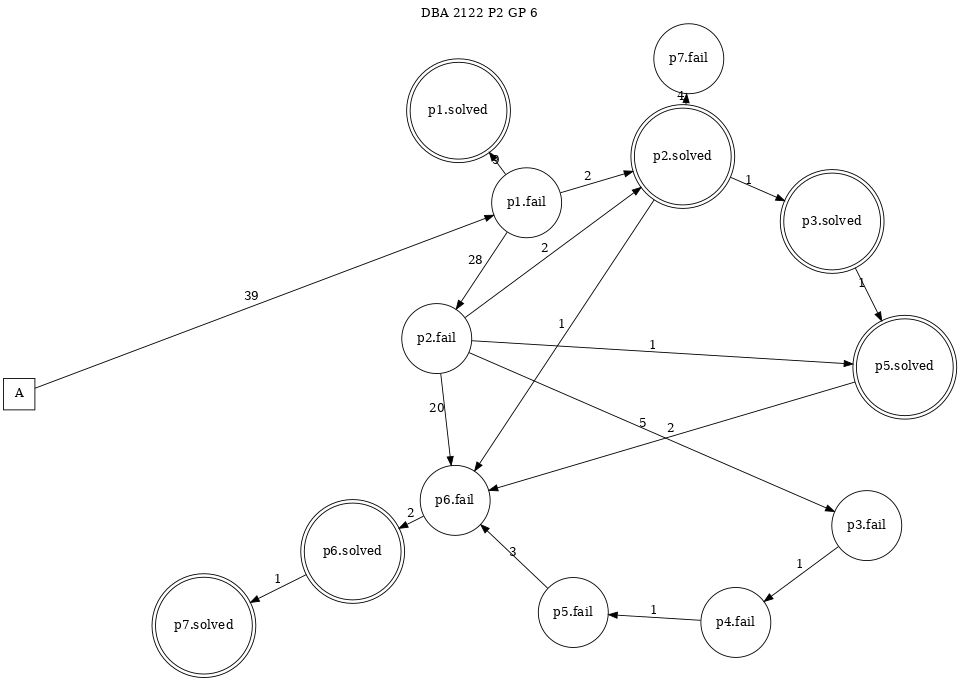 DBA 2122 P2 GP 6
p7.fail
4
p1.solved
p2.solved
9
2
1
p1.fail
p3.solved
28
2
39
1
1
p2.fail
1
p5.solved
A
20
5
2
p6.fail
2
p3.fail
p6.solved
3
1
1
p7.solved
p5.fail
1
p4.fail